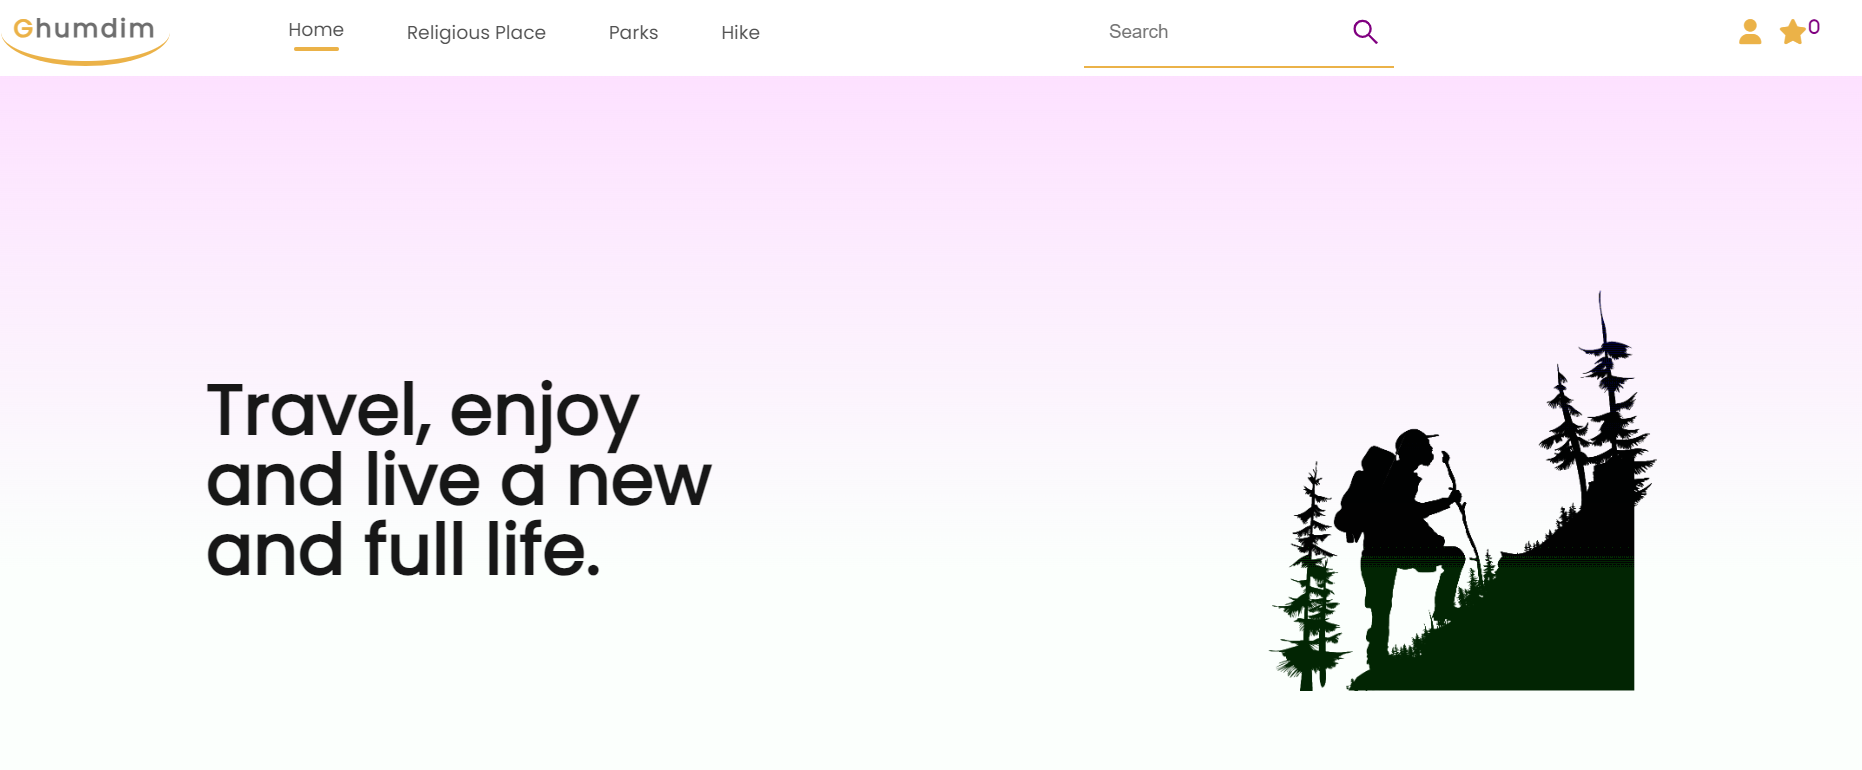 Ghumdim
Home
Religious Place
Parks
Hike
Search
0
Travel, enjoy
and live a new
and full life.